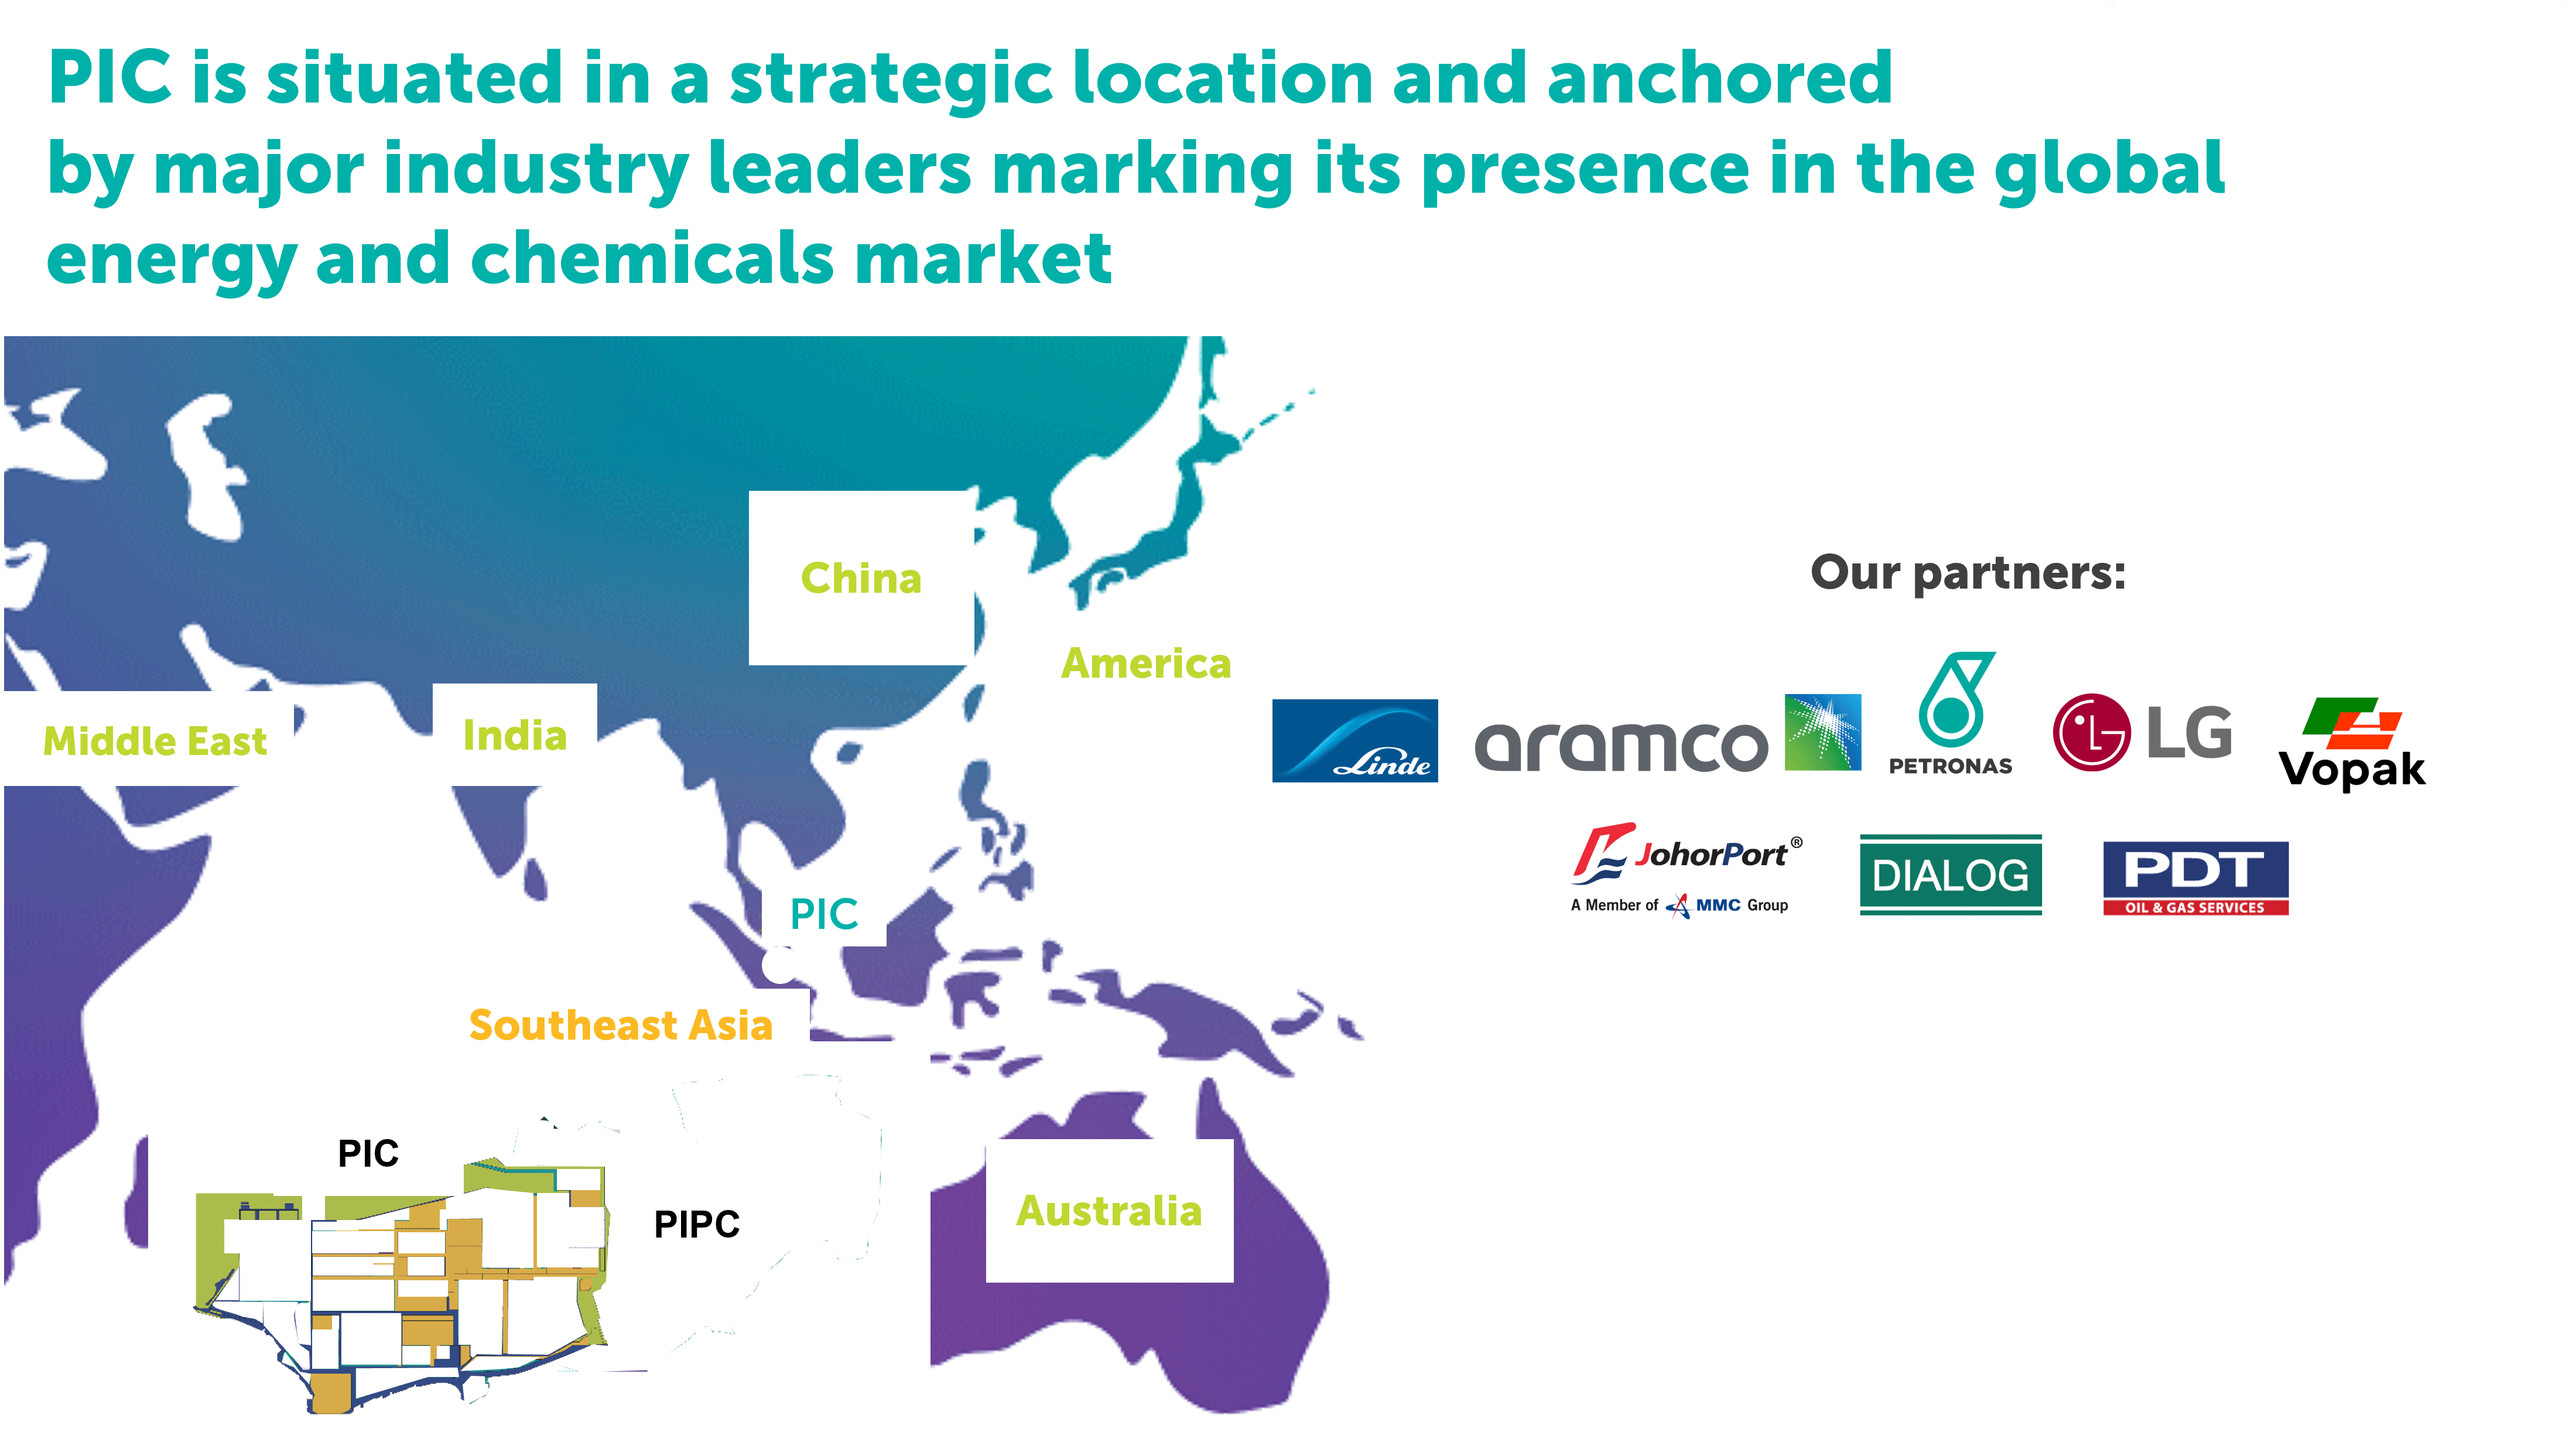 PIC is situated in a strategic location and anchored
by major industry leaders marking its presence in the global
energy and chemicals market
China
America
Middle East
India
PIC
Southeast Asia
PIC
PIPC
Australia
Our partners:
Linde
aramco
PETRONAS
LG
Vopak
JohorPort®
A Member of MMC Group
DIALOG
PDT
OIL & GAS SERVICES